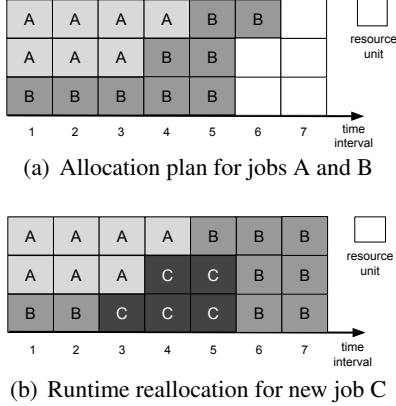 A A A A B B
A A A B B
B B B B B
resource
unit
1 2 3 4 5 6 7 time
interval
(a) Allocation plan for jobs A and B
A A A A B B B
A A A C C B B
B B C C C B B
resource
unit
1 2 3 4 5 6 7 time
interval
(b) Runtime reallocation for new job C